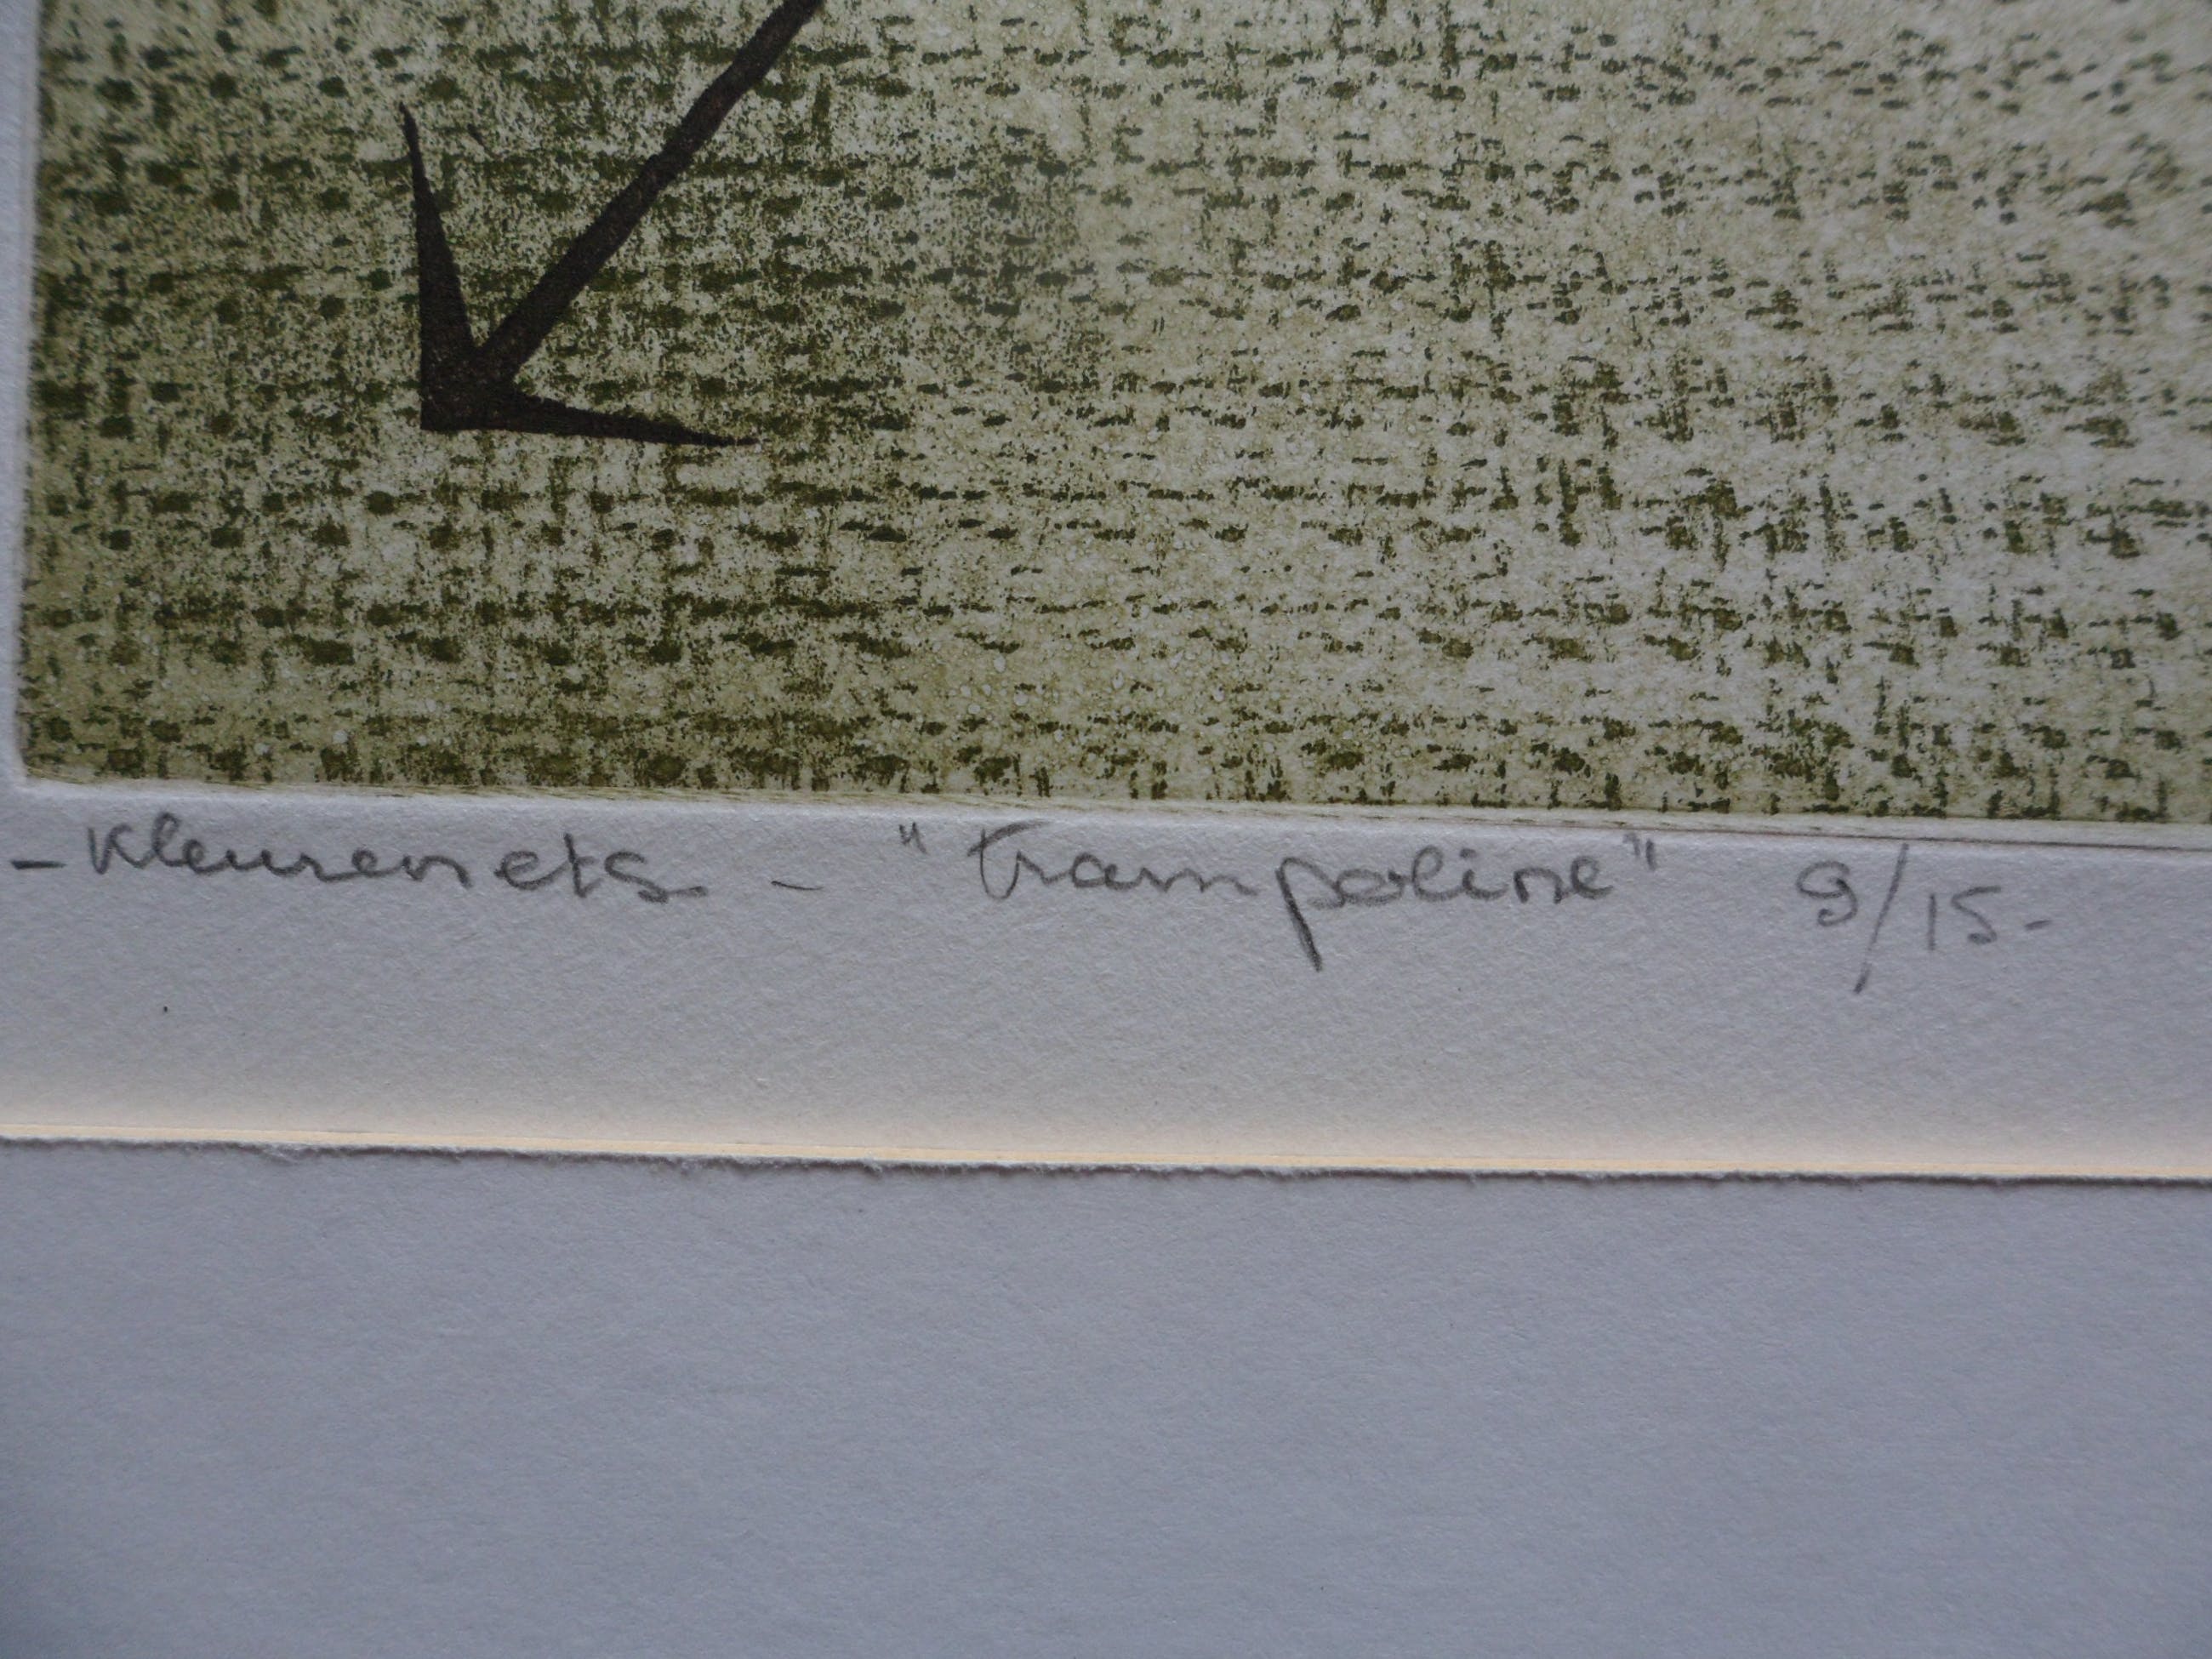 - Kleurenets - "trampoline" 9/15-